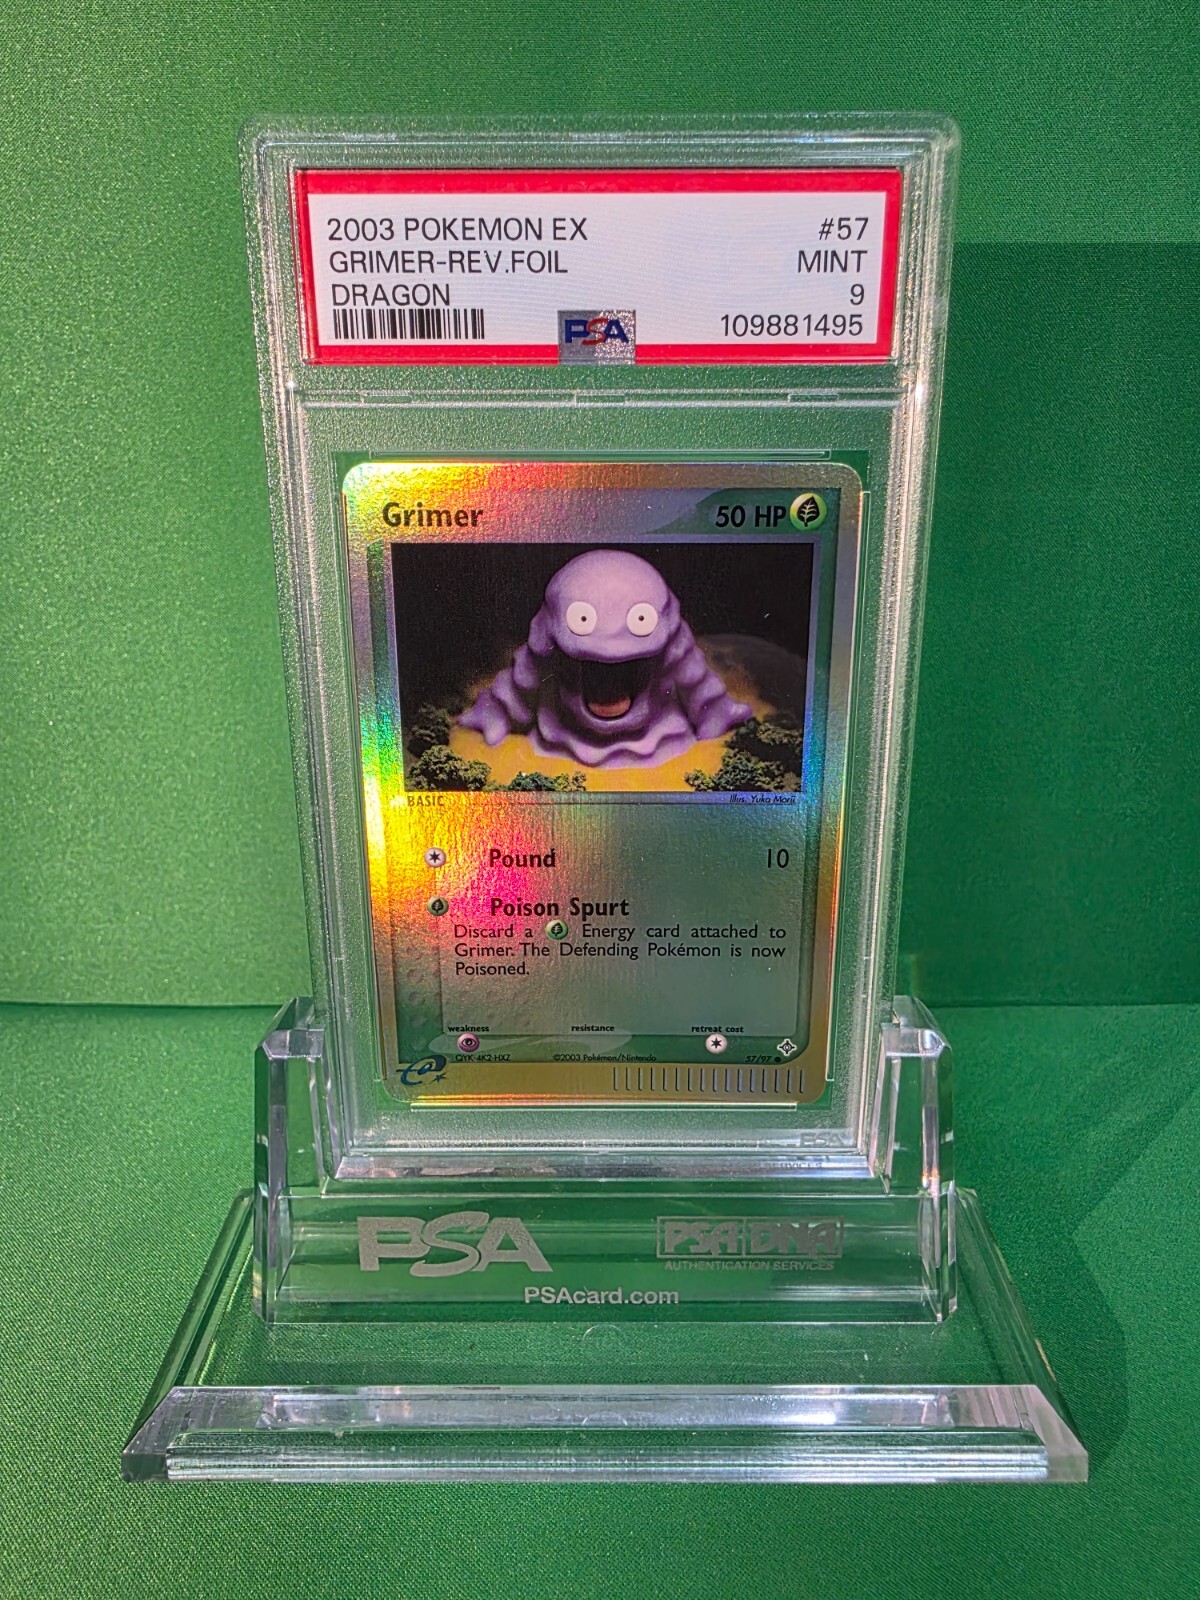 2003 POKEMON EX #57
GRIMER-REV.FOIL MINT
DRAGON 9
PSA 109881495
Grimer 50 HP
BASIC Illus. Yuka Morii
Pound 10
Poison Spurt
Discard a Energy card attached to
Grimer. The Defending Pokémon is now
Poisoned.
weakness resistance retreat cost
QYK-4K2-HXZ ©2003 Pokémon/Nintendo 57/97
e
PSA
PSA PSA/DNA
AUTHENTICATION SERVICES
PSAcard.com